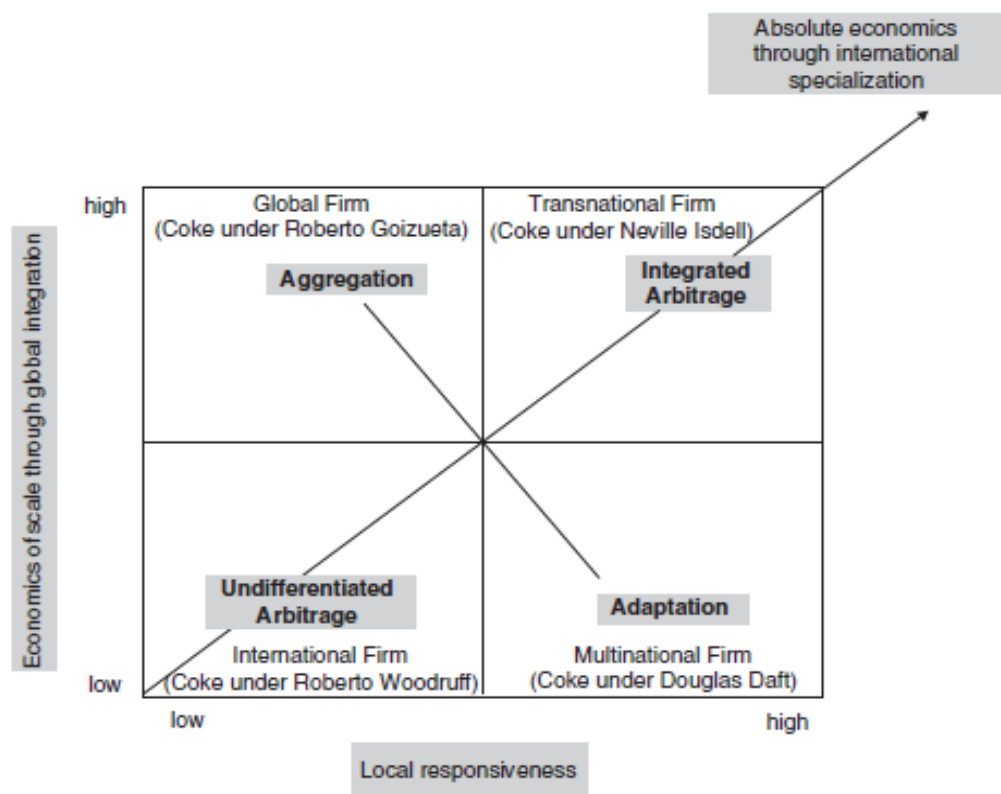 Absolute economics
through international
specialization
high
Global Firm
(Coke under Roberto Goizueta)
Transnational Firm
(Coke under Neville Isdell)
Aggregation
Integrated
Arbitrage
Economics of scale through global integration
Undifferentiated
Arbitrage
Adaptation
International Firm
(Coke under Roberto Woodruff)
Multinational Firm
(Coke under Douglas Daft)
low
low
high
Local responsiveness